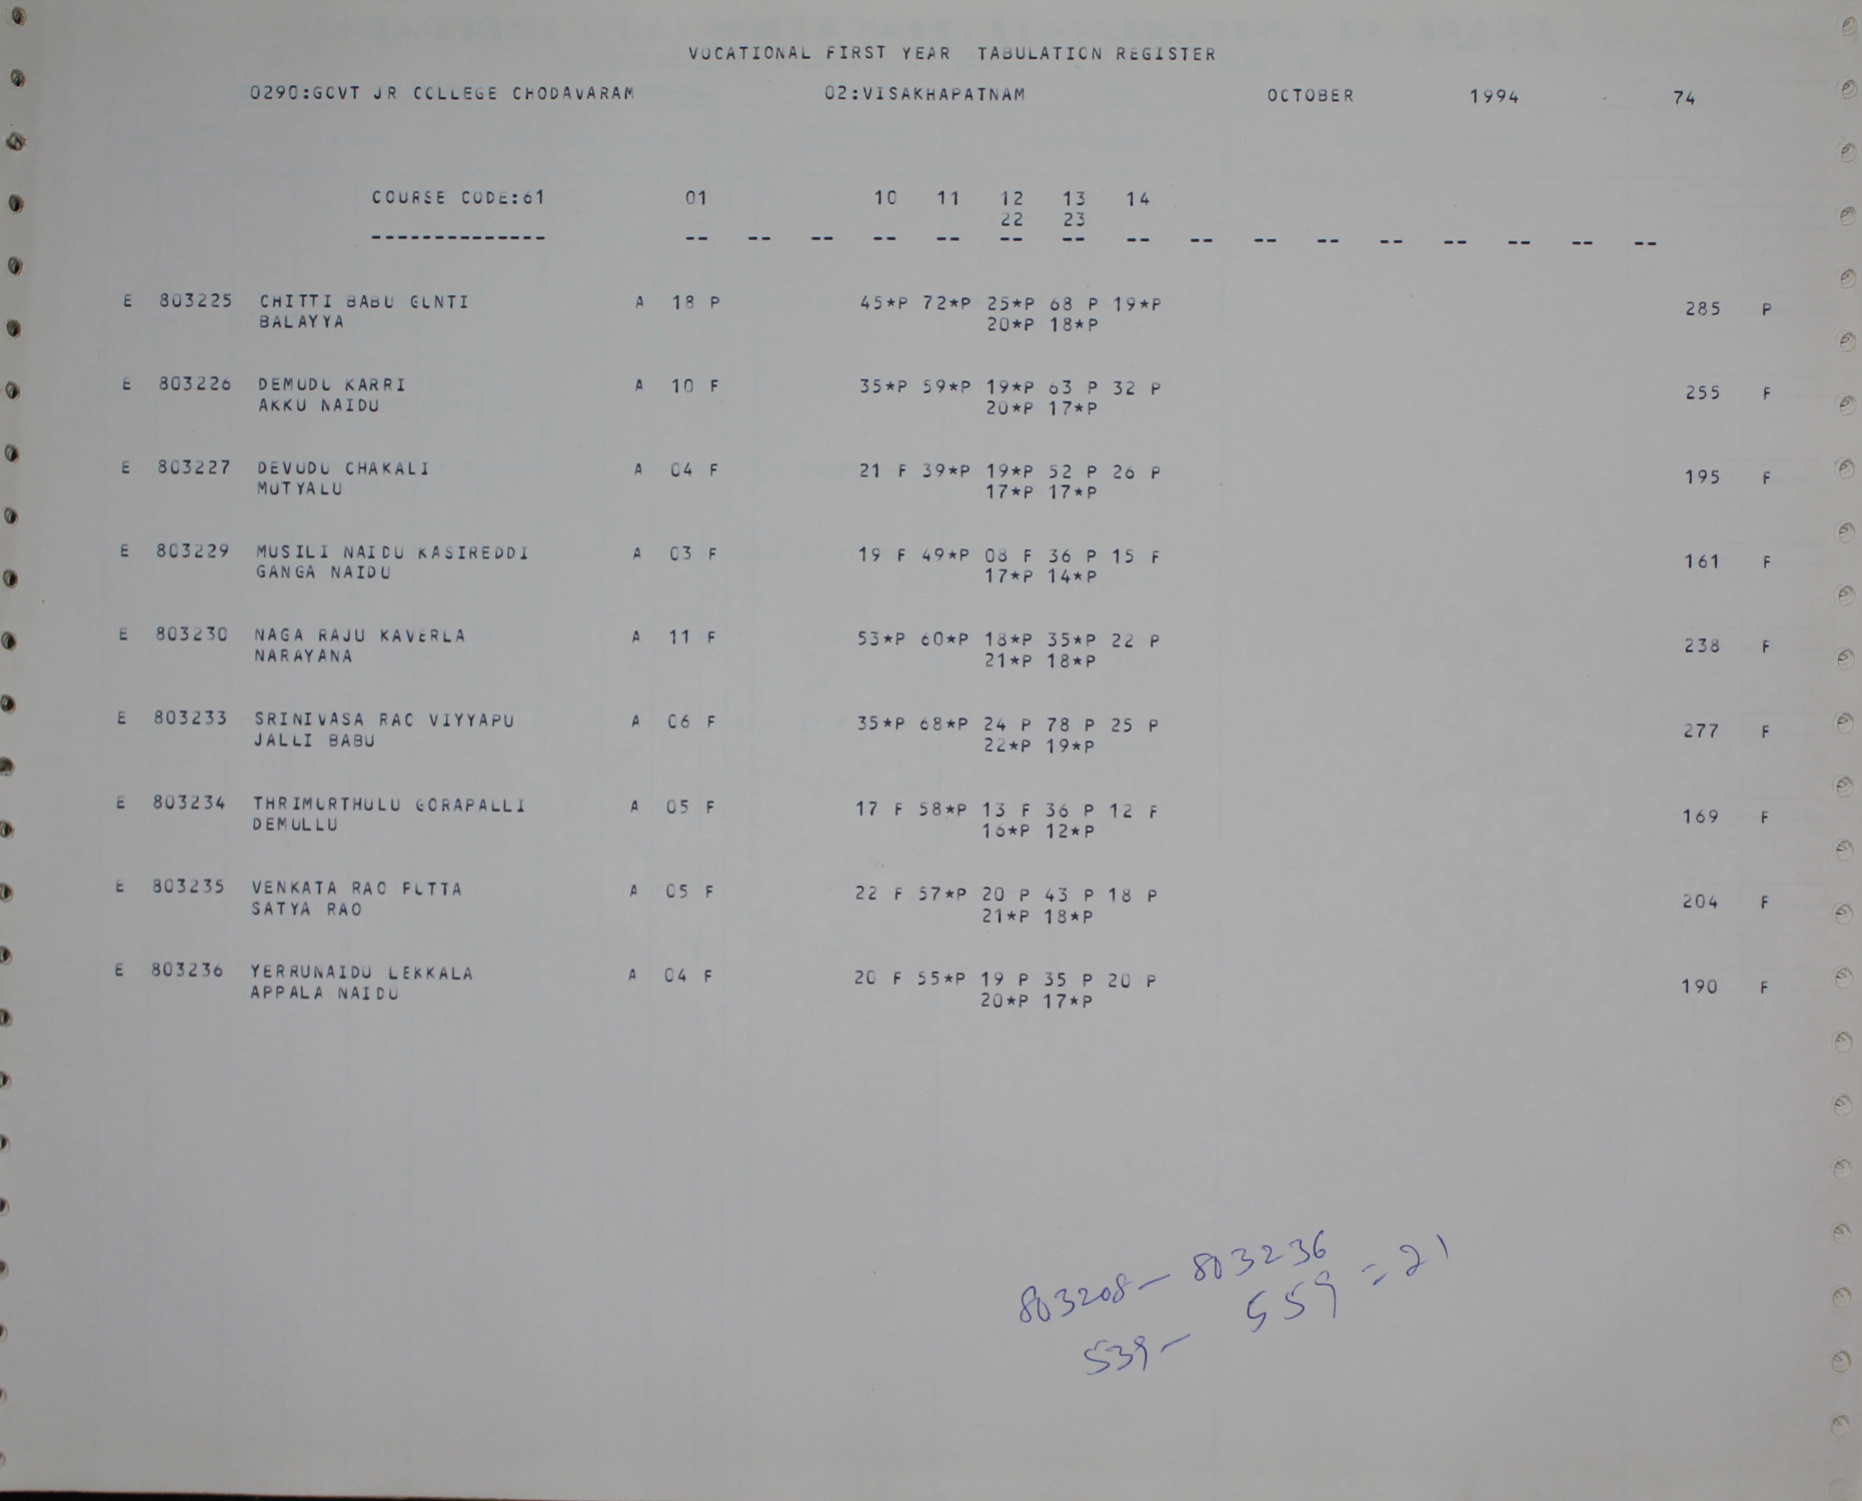 VOCATIONAL FIRST YEAR TABULATION REGISTER
0290:GOVT JR COLLEGE CHODAVARAM 02:VISAKHAPATNAM OCTOBER 1994 74
COURSE CODE:61 01 10 11 12 13 14
22 23
-------------- -- -- -- -- -- -- -- -- -- -- -- -- -- -- -- --
E 803225 CHITTI BABU GUNTI A 18 P 45*P 72*P 25*P 68 P 19*P 285 P
BALAYYA 20*P 18*P
E 803226 DEMUDU KARRI A 10 F 35*P 59*P 19*P 63 P 32 P 255 F
AKKU NAIDU 20*P 17*P
E 803227 DEVUDU CHAKALI A 04 F 21 F 39*P 19*P 52 P 26 P 195 F
MUTYALU 17*P 17*P
E 803229 MUSILI NAIDU KASIREDDI A 03 F 19 F 49*P 08 F 36 P 15 F 161 F
GANGA NAIDU 17*P 14*P
E 803230 NAGA RAJU KAVERLA A 11 F 53*P 60*P 18*P 35*P 22 P 238 F
NARAYANA 21*P 18*P
E 803233 SRINIVASA RAO VIYYAPU A 06 F 35*P 68*P 24 P 78 P 25 P 277 F
JALLI BABU 22*P 19*P
E 803234 THRIMURTHULU GORAPALLI A 05 F 17 F 58*P 13 F 36 P 12 F 169 F
DEMULLU 16*P 12*P
E 803235 VENKATA RAO PUTTA A 05 F 22 F 57*P 20 P 43 P 18 P 204 F
SATYA RAO 21*P 18*P
E 803236 YERRUNAIDU LEKKALA A 04 F 20 F 55*P 19 P 35 P 20 P 190 F
APPALA NAIDU 20*P 17*P
803208 - 803236
539 - 559 = 21